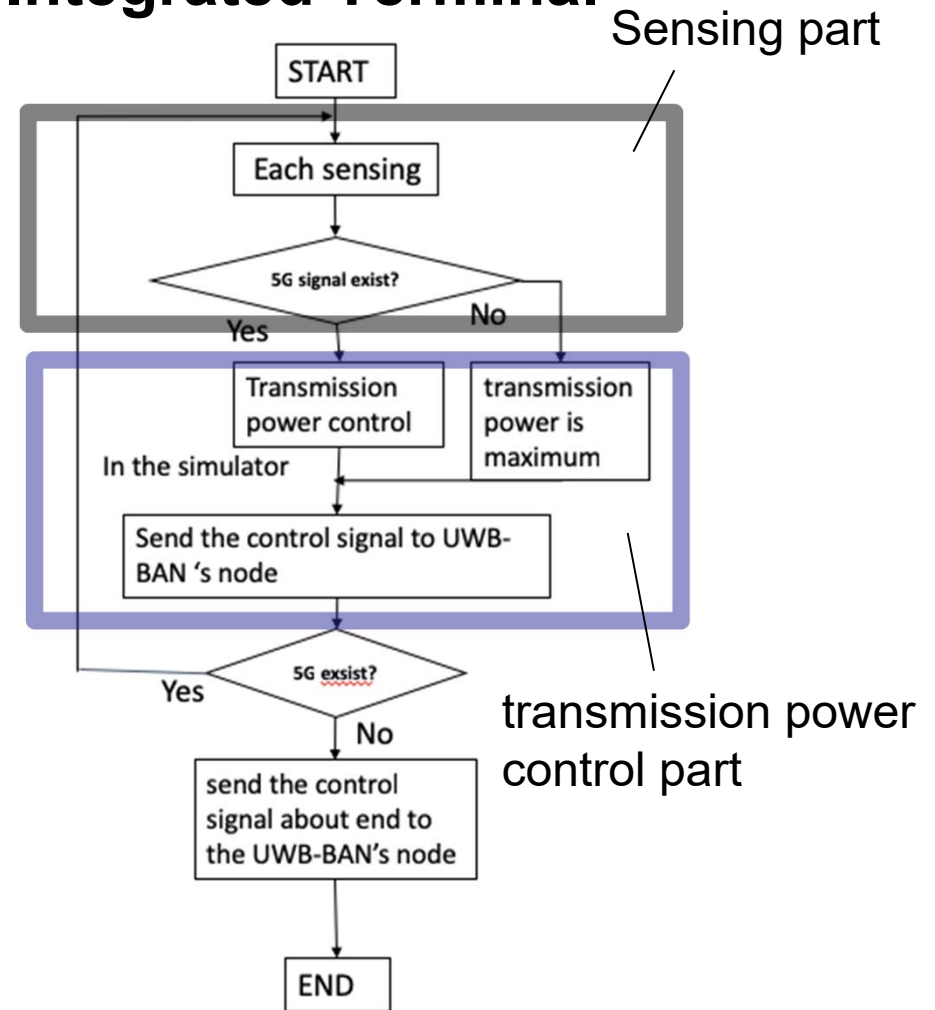 Integrated Terminal
Sensing part
START
Each sensing
5G signal exist?
Yes
No
Transmission
power control
transmission
power is
maximum
In the simulator
Send the control signal to UWB-
BAN ‘s node
5G exsist?
Yes
transmission power
control part
No
send the control
signal about end to
the UWB-BAN’s node
END